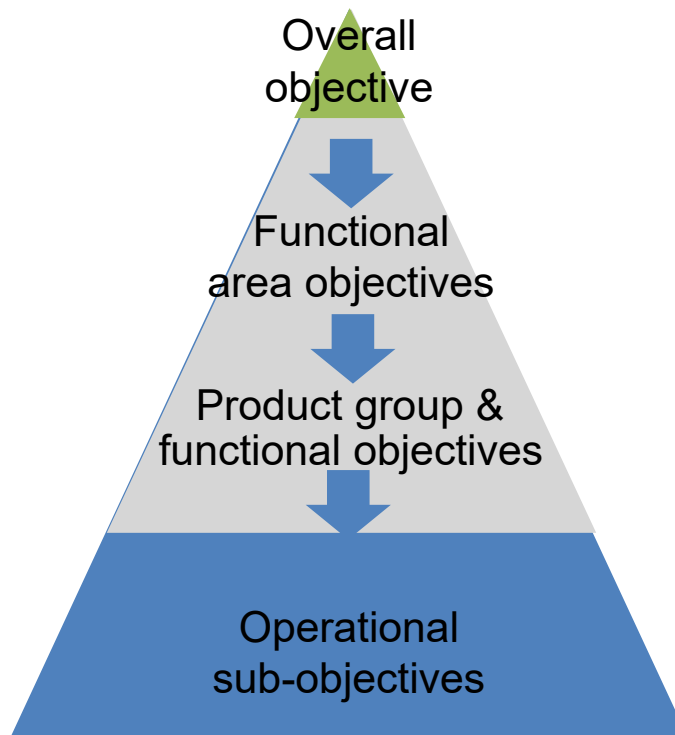 Overall
objective
Functional
area objectives
Product group &
functional objectives
Operational
sub-objectives